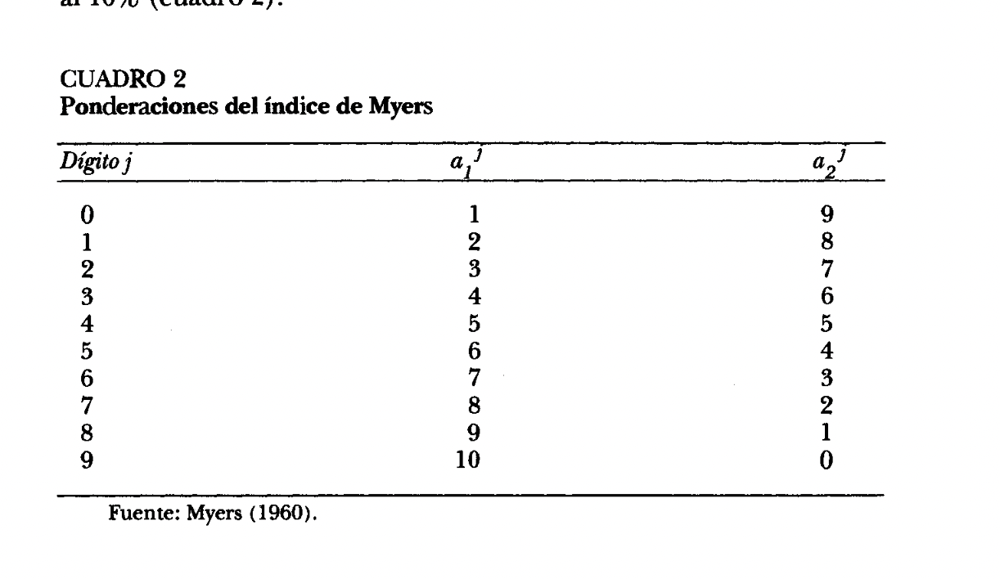 al 10% (cuadro 2).
CUADRO 2
Ponderaciones del índice de Myers
Dígito j a₁ʲ a₂ʲ
0 1 9
1 2 8
2 3 7
3 4 6
4 5 5
5 6 4
6 7 3
7 8 2
8 9 1
9 10 0
Fuente: Myers (1960).